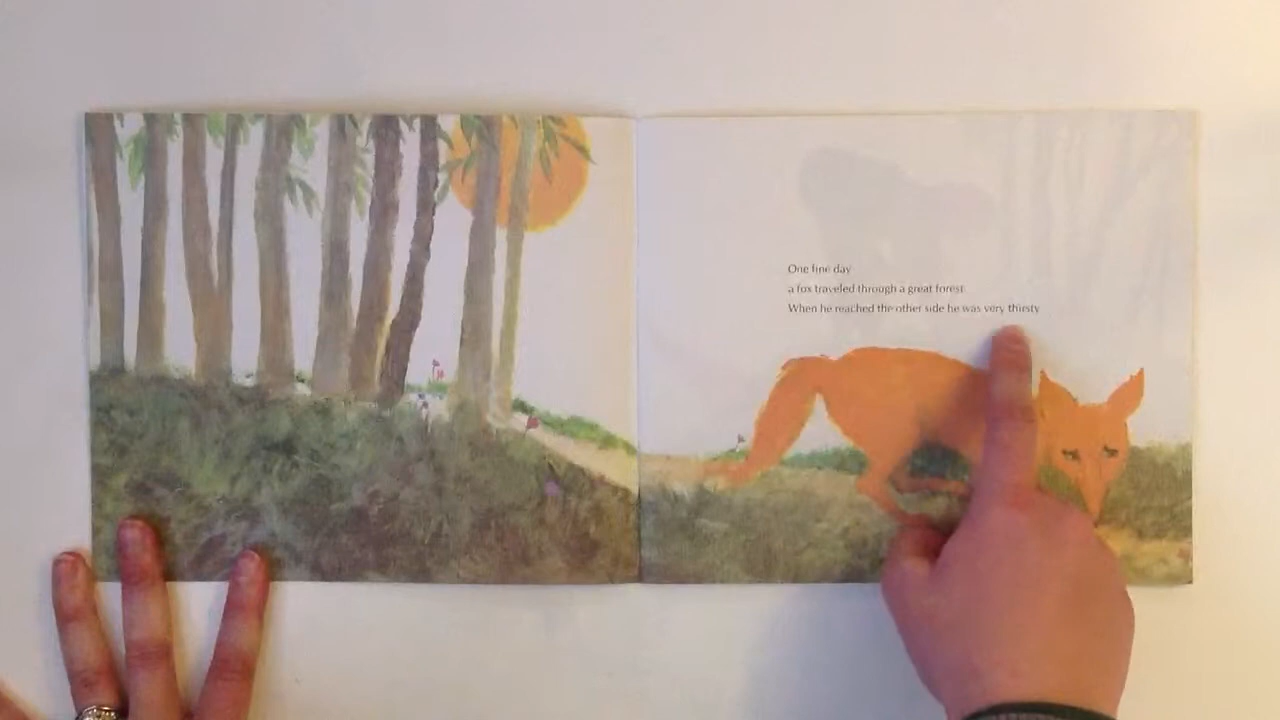 One fine day
a fox traveled through a great forest.
When he reached the other side he was very thirsty